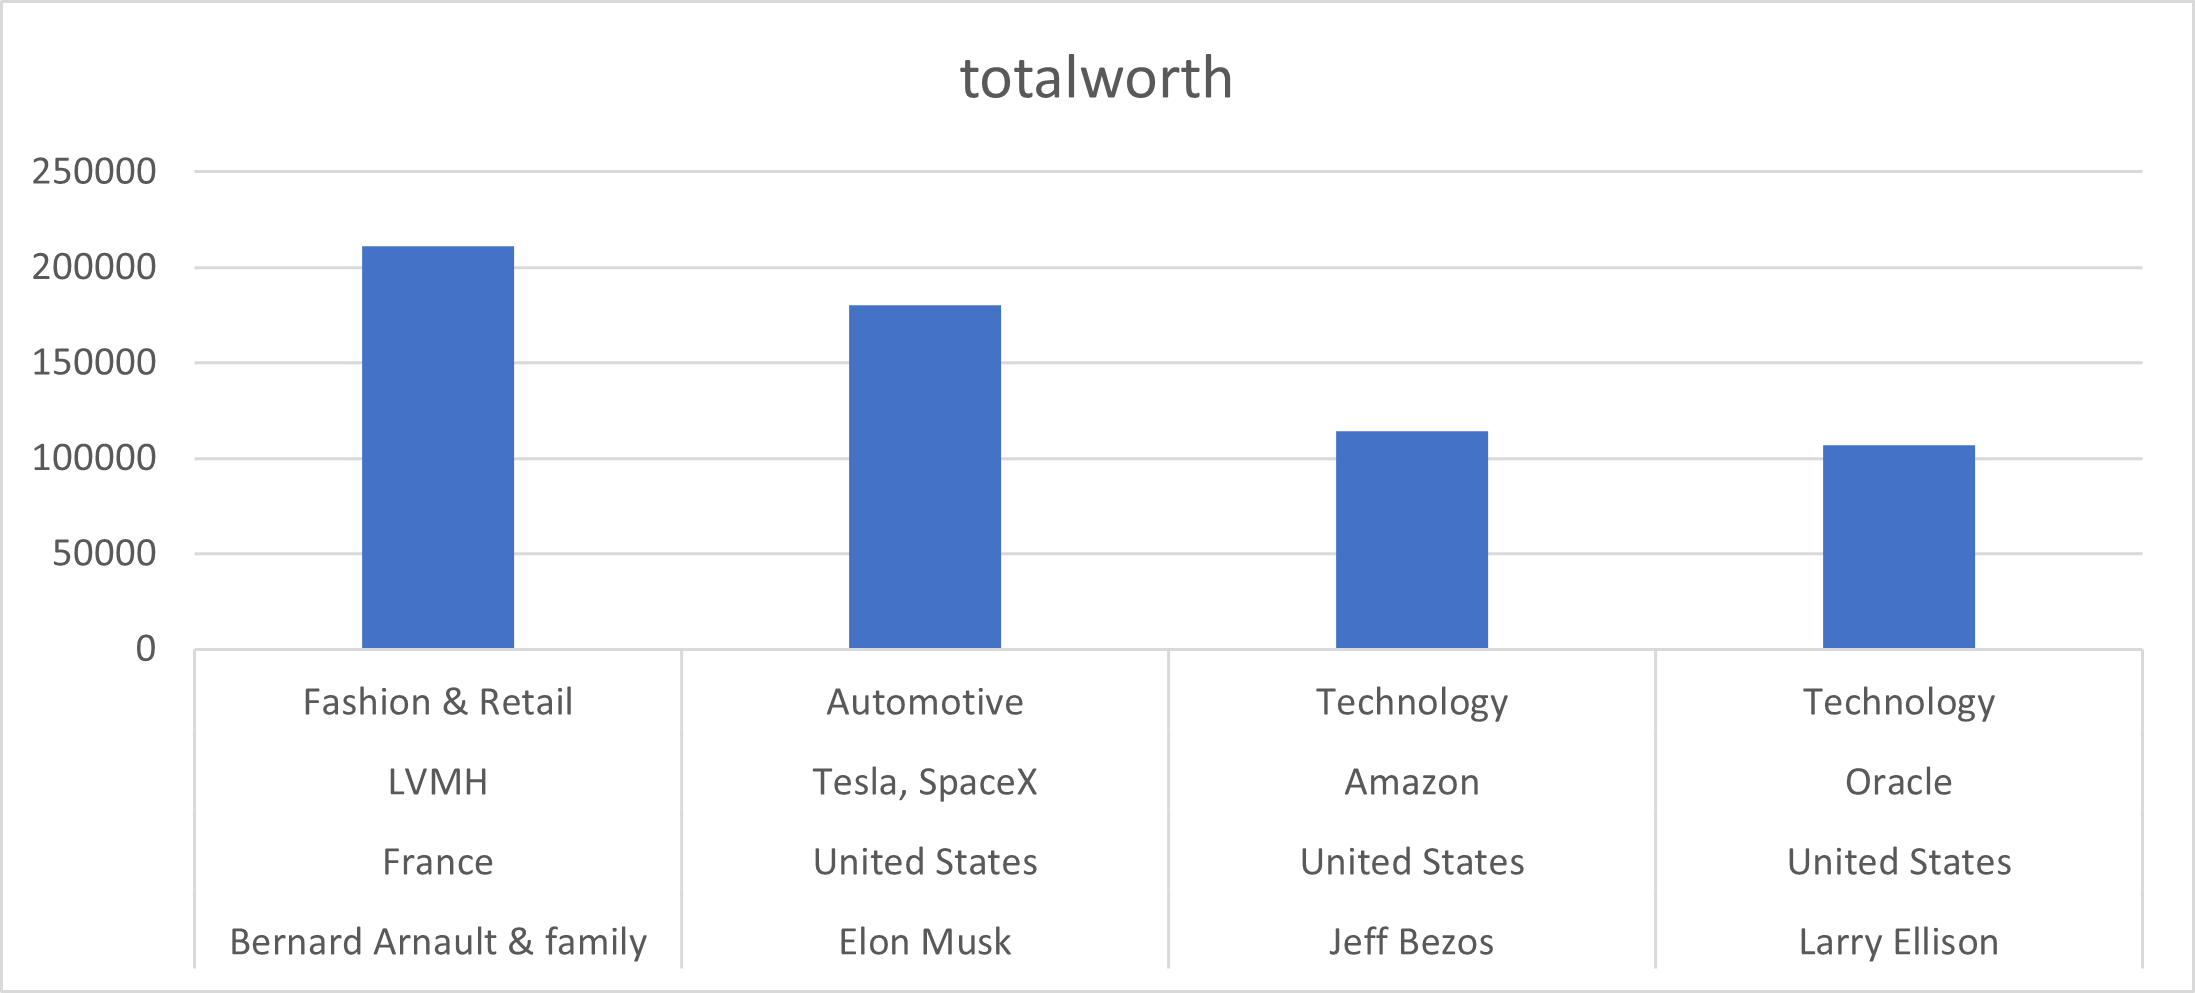 totalworth
250000
200000
150000
100000
50000
0
Fashion & Retail Automotive Technology Technology
LVMH Tesla, SpaceX Amazon Oracle
France United States United States United States
Bernard Arnault & family Elon Musk Jeff Bezos Larry Ellison